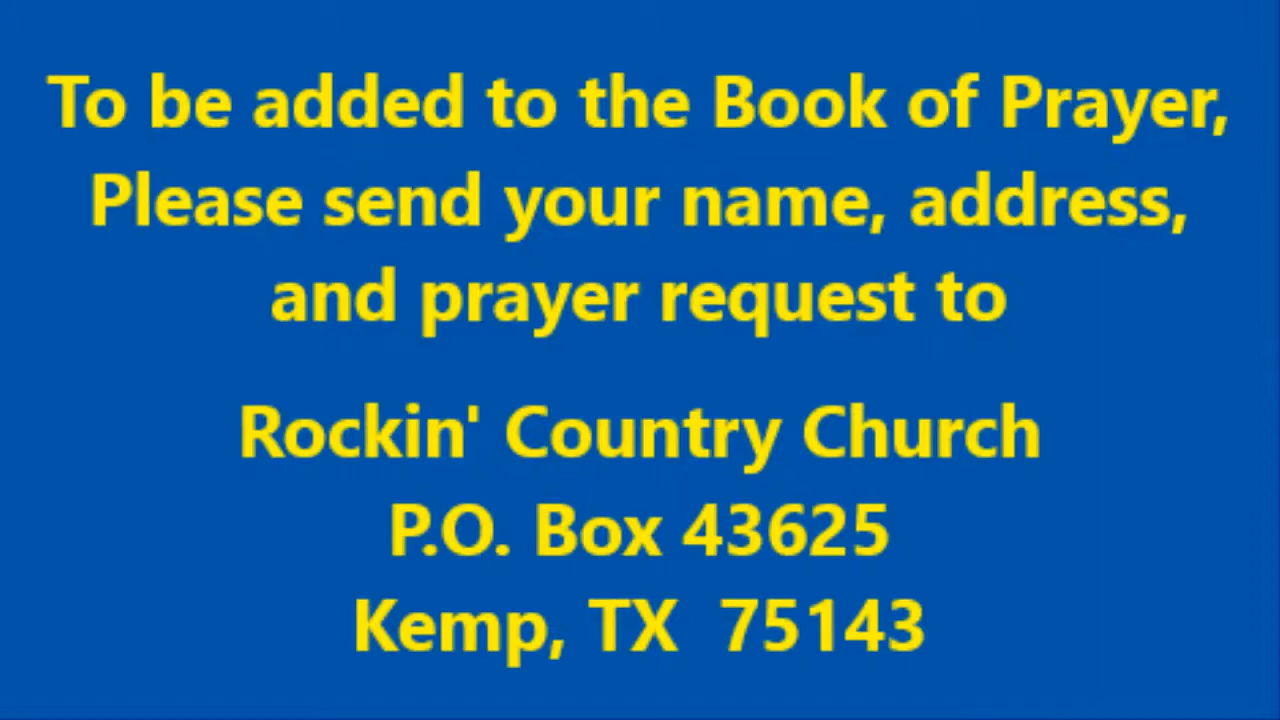 To be added to the Book of Prayer,
Please send your name, address,
and prayer request to
Rockin' Country Church
P.O. Box 43625
Kemp, TX  75143